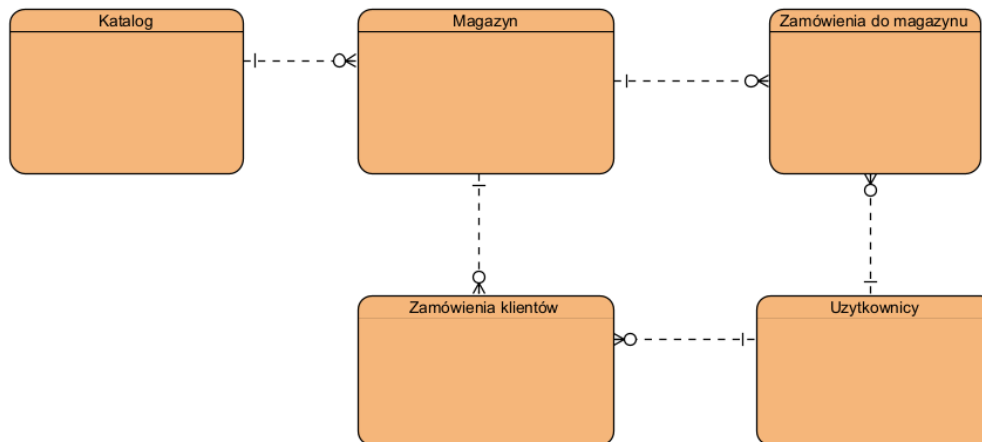 Katalog
Magazyn
Zamówienia do magazynu
Zamówienia klientów
Uzytkownicy